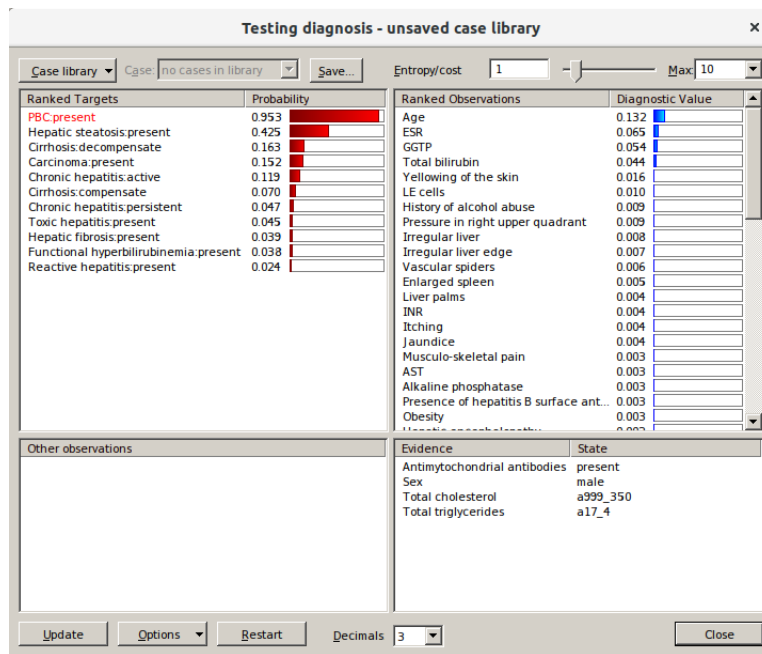 Testing diagnosis - unsaved case library
×
Case library Case: no cases in library Save... Entropy/cost 1 Max: 10
Ranked Targets Probability
PBC:present 0.953
Hepatic steatosis:present 0.425
Cirrhosis:decompensate 0.163
Carcinoma:present 0.152
Chronic hepatitis:active 0.119
Cirrhosis:compensate 0.070
Chronic hepatitis:persistent 0.047
Toxic hepatitis:present 0.045
Hepatic fibrosis:present 0.039
Functional hyperbilirubinemia:present 0.038
Reactive hepatitis:present 0.024
Ranked Observations Diagnostic Value
Age 0.132
ESR 0.065
GGTP 0.054
Total bilirubin 0.044
Yellowing of the skin 0.016
LE cells 0.010
History of alcohol abuse 0.009
Pressure in right upper quadrant 0.009
Irregular liver 0.008
Irregular liver edge 0.007
Vascular spiders 0.006
Enlarged spleen 0.005
Liver palms 0.004
INR 0.004
Itching 0.004
Jaundice 0.004
Musculo-skeletal pain 0.003
AST 0.003
Alkaline phosphatase 0.003
Presence of hepatitis B surface ant... 0.003
Obesity 0.003
Other observations
Evidence State
Antimytochondrial antibodies present
Sex male
Total cholesterol a999_350
Total triglycerides a17_4
Update Options Restart Decimals 3 Close